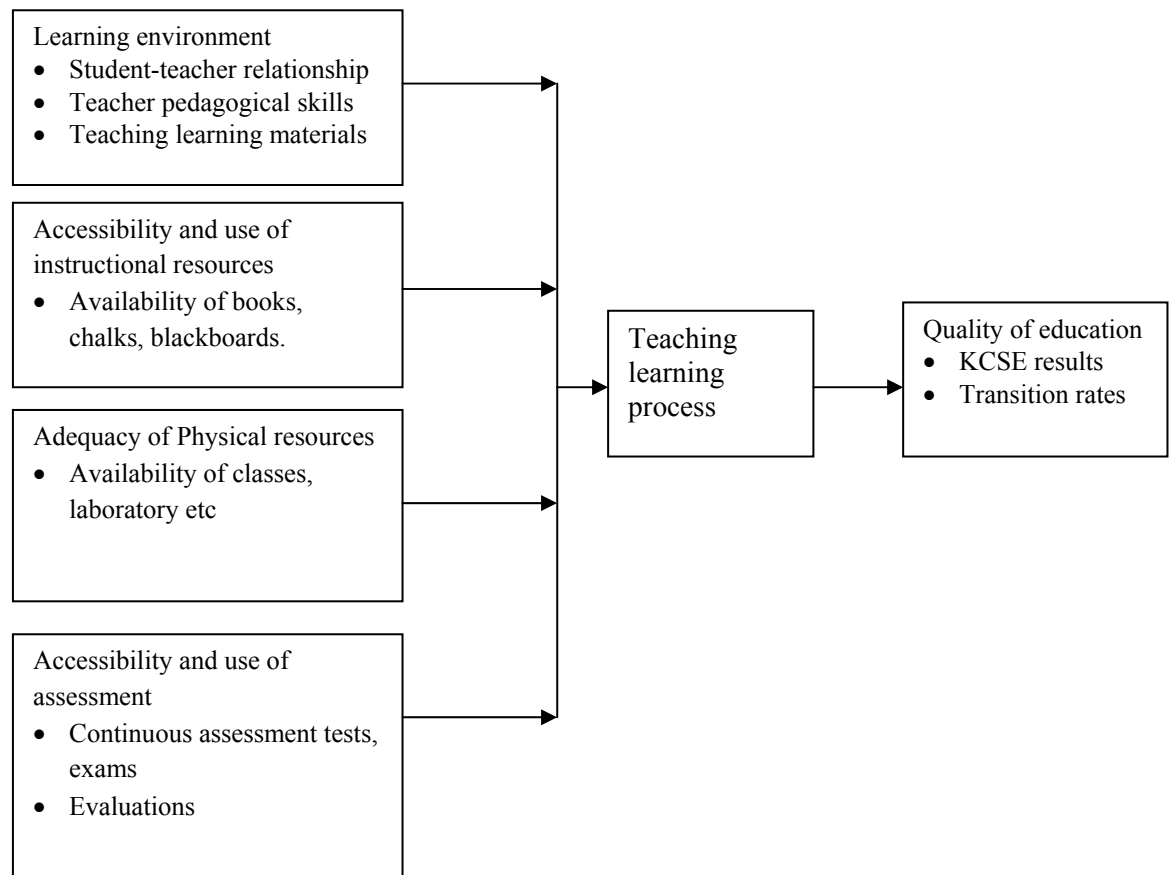 Learning environment
• Student-teacher relationship
• Teacher pedagogical skills
• Teaching learning materials
Accessibility and use of
instructional resources
• Availability of books,
chalks, blackboards.
Adequacy of Physical resources
• Availability of classes,
laboratory etc
Accessibility and use of
assessment
• Continuous assessment tests,
exams
• Evaluations
Teaching
learning
process
Quality of education
• KCSE results
• Transition rates